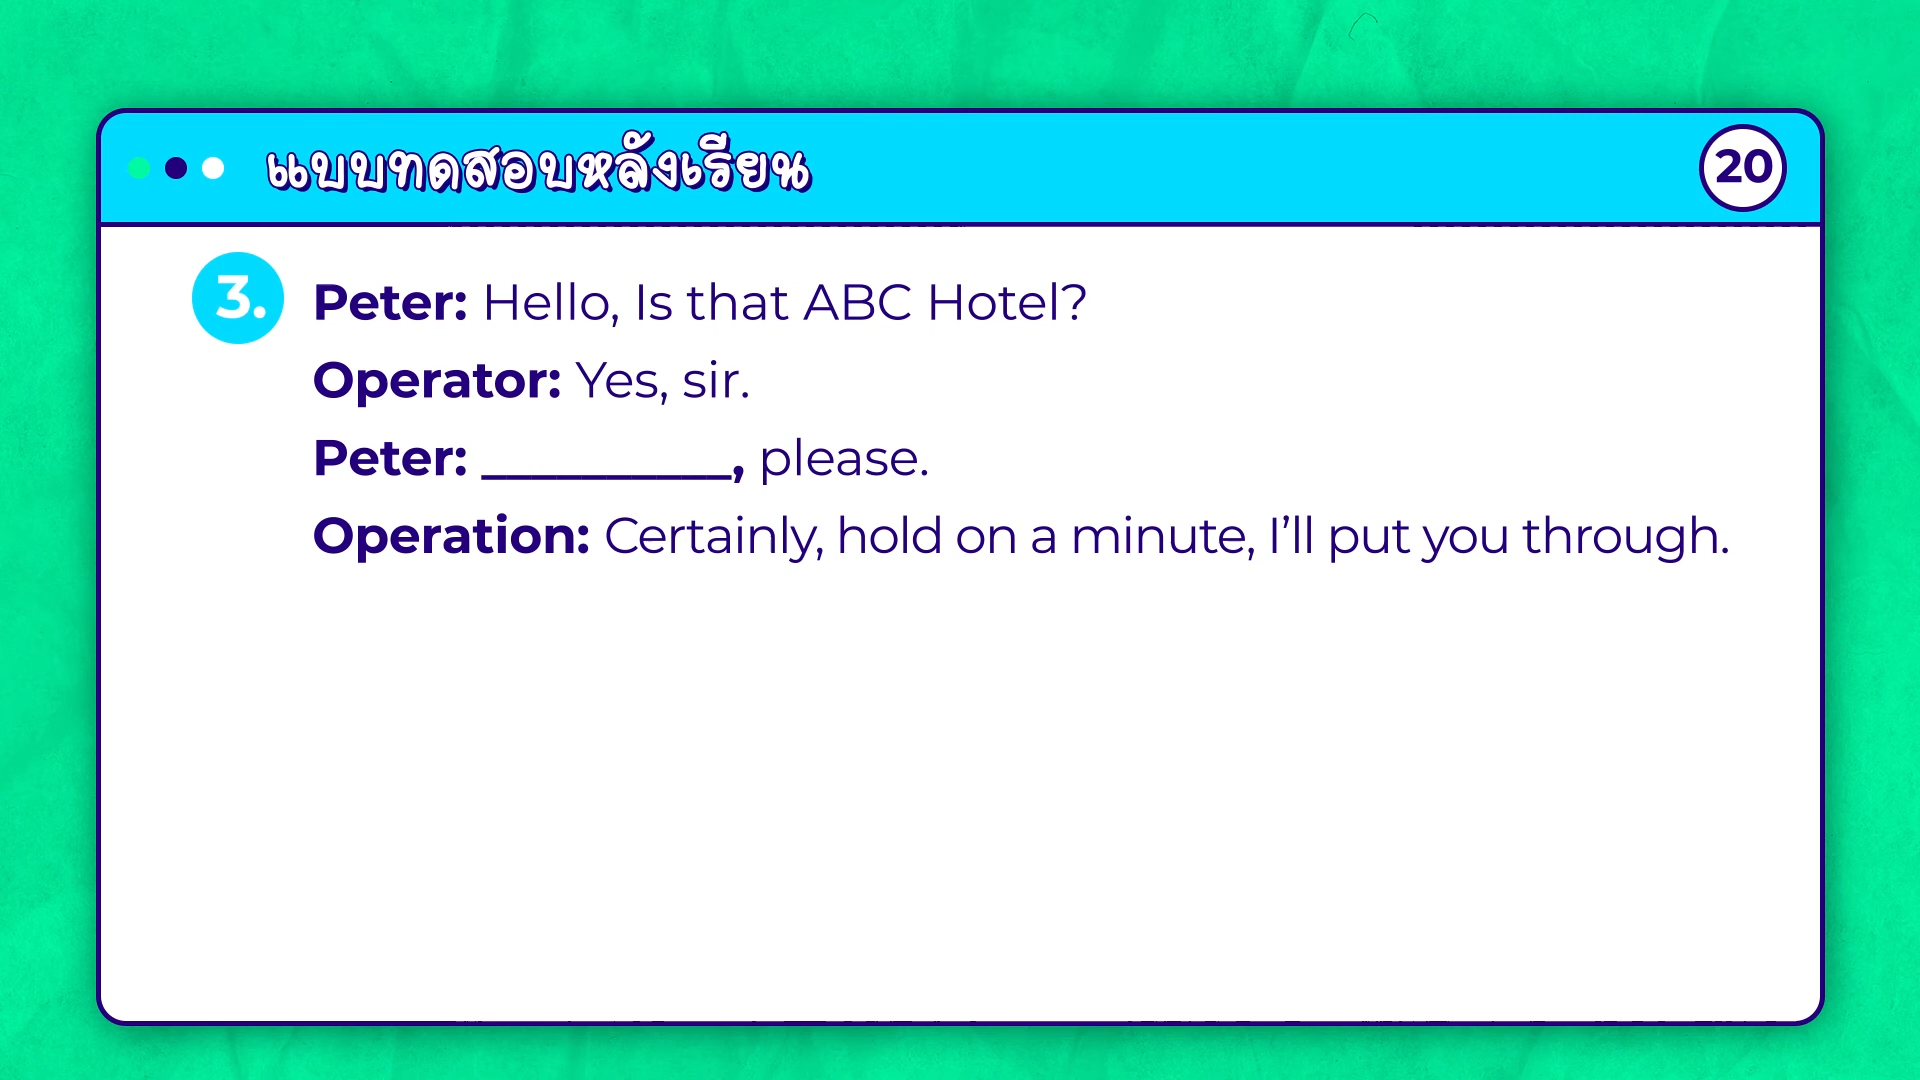 แบบทดสอบหลังเรียน
20
3. Peter: Hello, Is that ABC Hotel?
Operator: Yes, sir.
Peter: __________, please.
Operation: Certainly, hold on a minute, I’ll put you through.